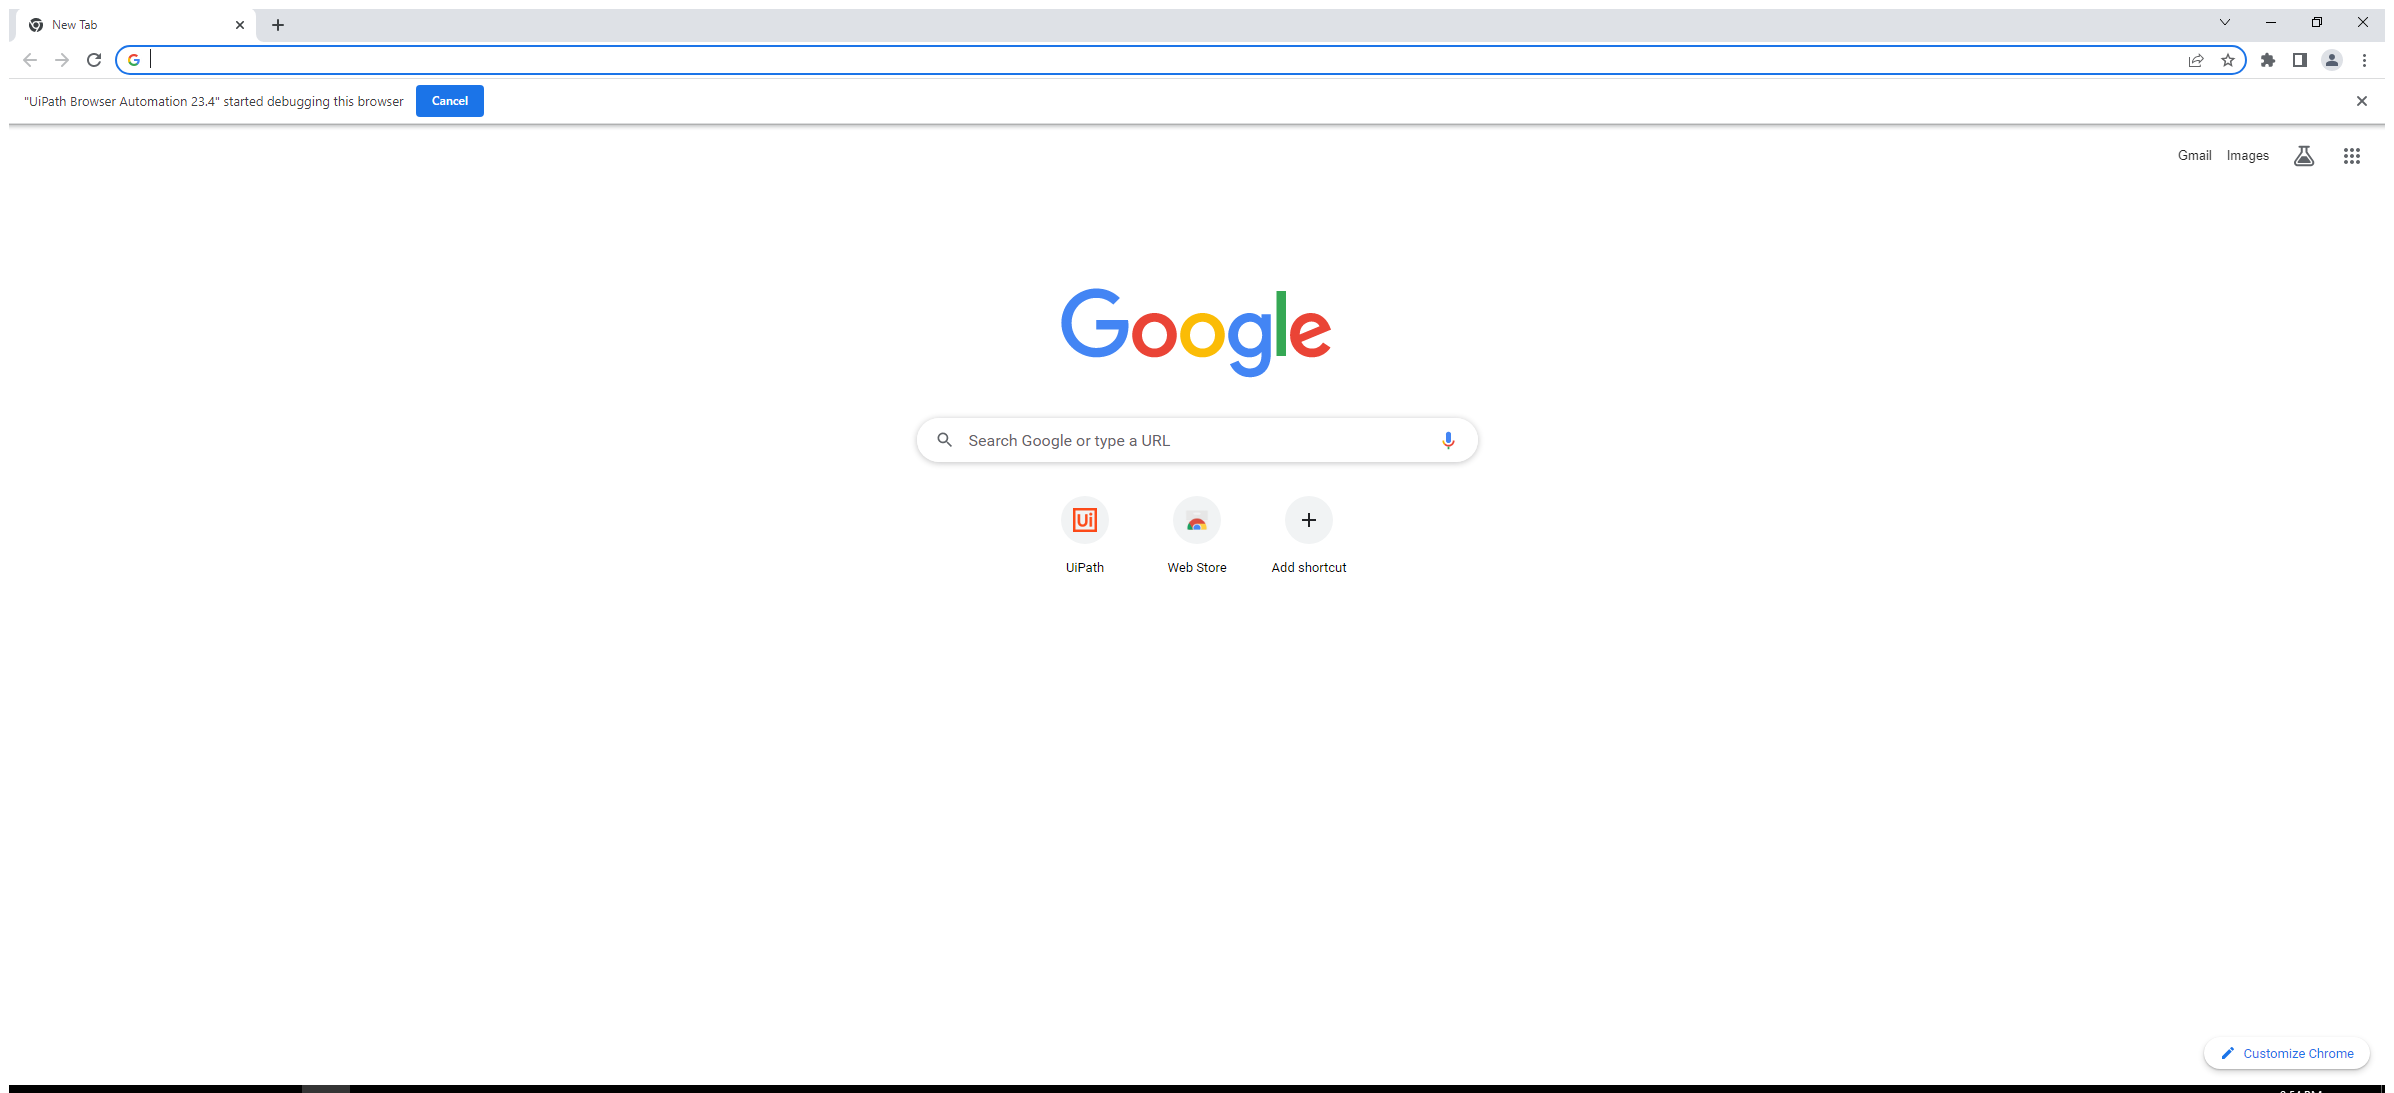 New Tab
"UiPath Browser Automation 23.4" started debugging this browser Cancel
Gmail Images
Google
Search Google or type a URL
Ui
UiPath Web Store Add shortcut
Customize Chrome